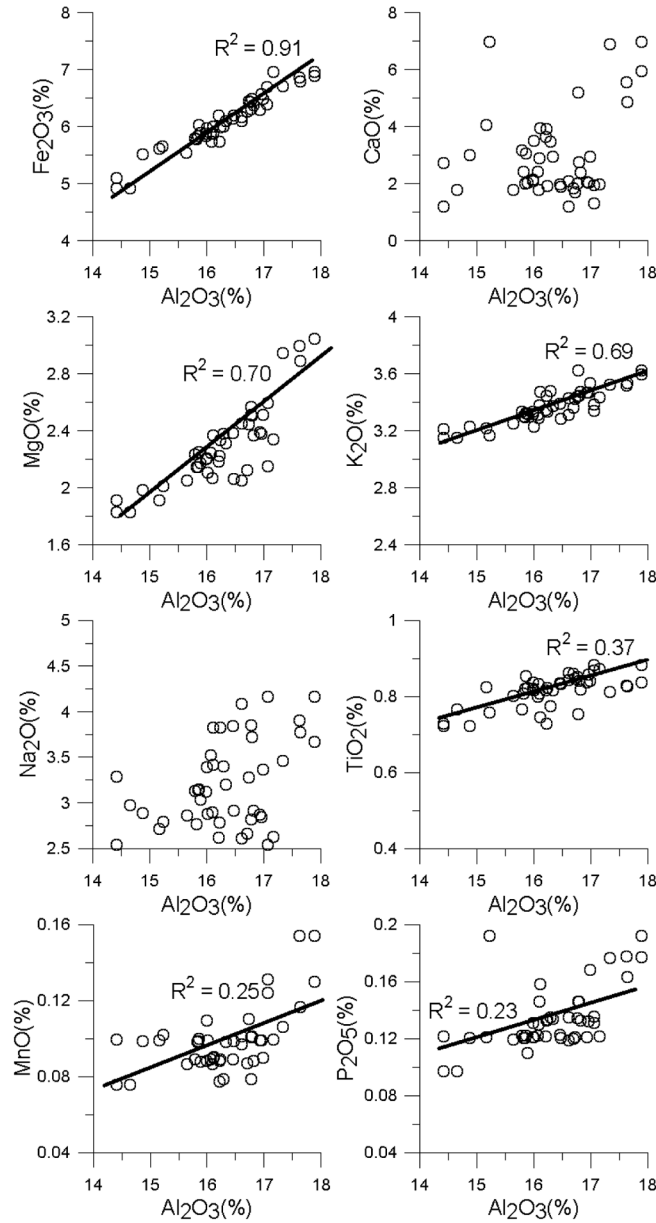 8
7
6
5
4
Fe2O3(%)
R2 = 0.91
14 15 16 17 18
Al2O3(%)
8
6
4
2
0
CaO(%)
14 15 16 17 18
Al2O3(%)
3.2
2.8
2.4
2
1.6
MgO(%)
R2 = 0.70
14 15 16 17 18
Al2O3(%)
4
3.6
3.2
2.8
2.4
K2O(%)
R2 = 0.69
14 15 16 17 18
Al2O3(%)
5
4.5
4
3.5
3
2.5
Na2O(%)
14 15 16 17 18
Al2O3(%)
1
0.8
0.6
0.4
TiO2(%)
R2 = 0.37
14 15 16 17 18
Al2O3(%)
0.16
0.12
0.08
0.04
MnO(%)
R2 = 0.25
14 15 16 17 18
Al2O3(%)
0.2
0.16
0.12
0.08
0.04
P2O5(%)
R2 = 0.23
14 15 16 17 18
Al2O3(%)